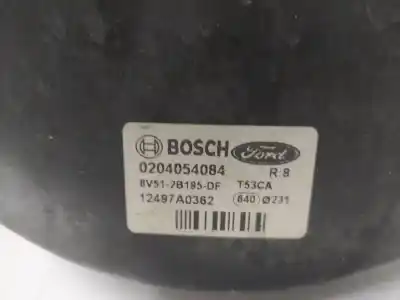 BOSCH Ford
0204054084 R 8
8V51-2B195-DF T53CA
12497A0362 840 Ø231